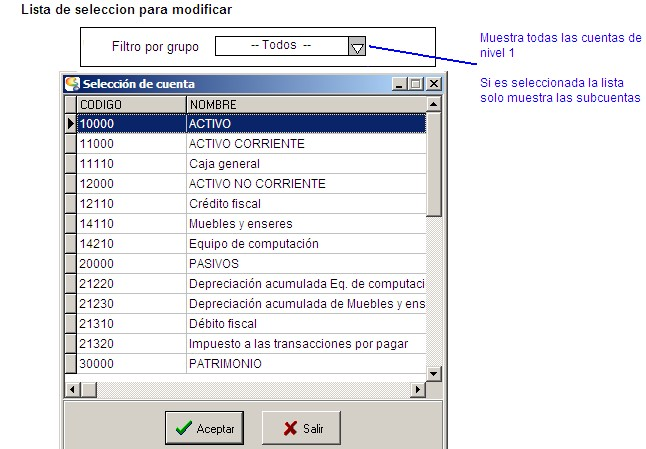 Lista de seleccion para modificar
Filtro por grupo -- Todos --
Muestra todas las cuentas de
nivel 1
Si es seleccionada la lista
solo muestra las subcuentas
Selección de cuenta
CODIGO NOMBRE
10000 ACTIVO
11000 ACTIVO CORRIENTE
11110 Caja general
12000 ACTIVO NO CORRIENTE
12110 Crédito fiscal
14110 Muebles y enseres
14210 Equipo de computación
20000 PASIVOS
21220 Depreciación acumulada Eq. de computaci
21230 Depreciación acumulada de Muebles y ens
21310 Débito fiscal
21320 Impuesto a las transacciones por pagar
30000 PATRIMONIO
Aceptar Salir